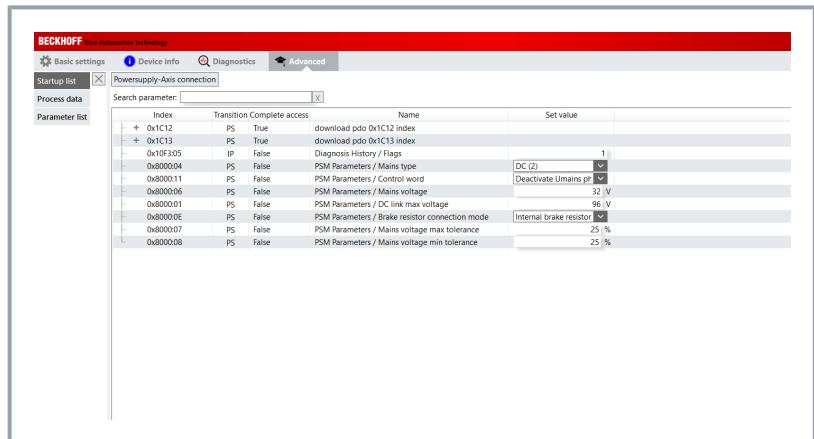 BECKHOFF New Automation Technology
Basic settings Device info Diagnostics Advanced
Startup list Powersupply-Axis connection
Process data Search parameter: X
Parameter list
Index Transition Complete access Name Set value
+ 0x1C12 PS True download pdo 0x1C12 index
+ 0x1C13 PS True download pdo 0x1C13 index
0x10F3:05 IP False Diagnosis History / Flags 1
0x8000:04 PS False PSM Parameters / Mains type DC (2)
0x8000:11 PS False PSM Parameters / Control word Deactivate Umains ph
0x8000:06 PS False PSM Parameters / Mains voltage 32 V
0x8000:01 PS False PSM Parameters / DC link max voltage 96 V
0x8000:0E PS False PSM Parameters / Brake resistor connection mode Internal brake resistor
0x8000:07 PS False PSM Parameters / Mains voltage max tolerance 25 %
0x8000:08 PS False PSM Parameters / Mains voltage min tolerance 25 %